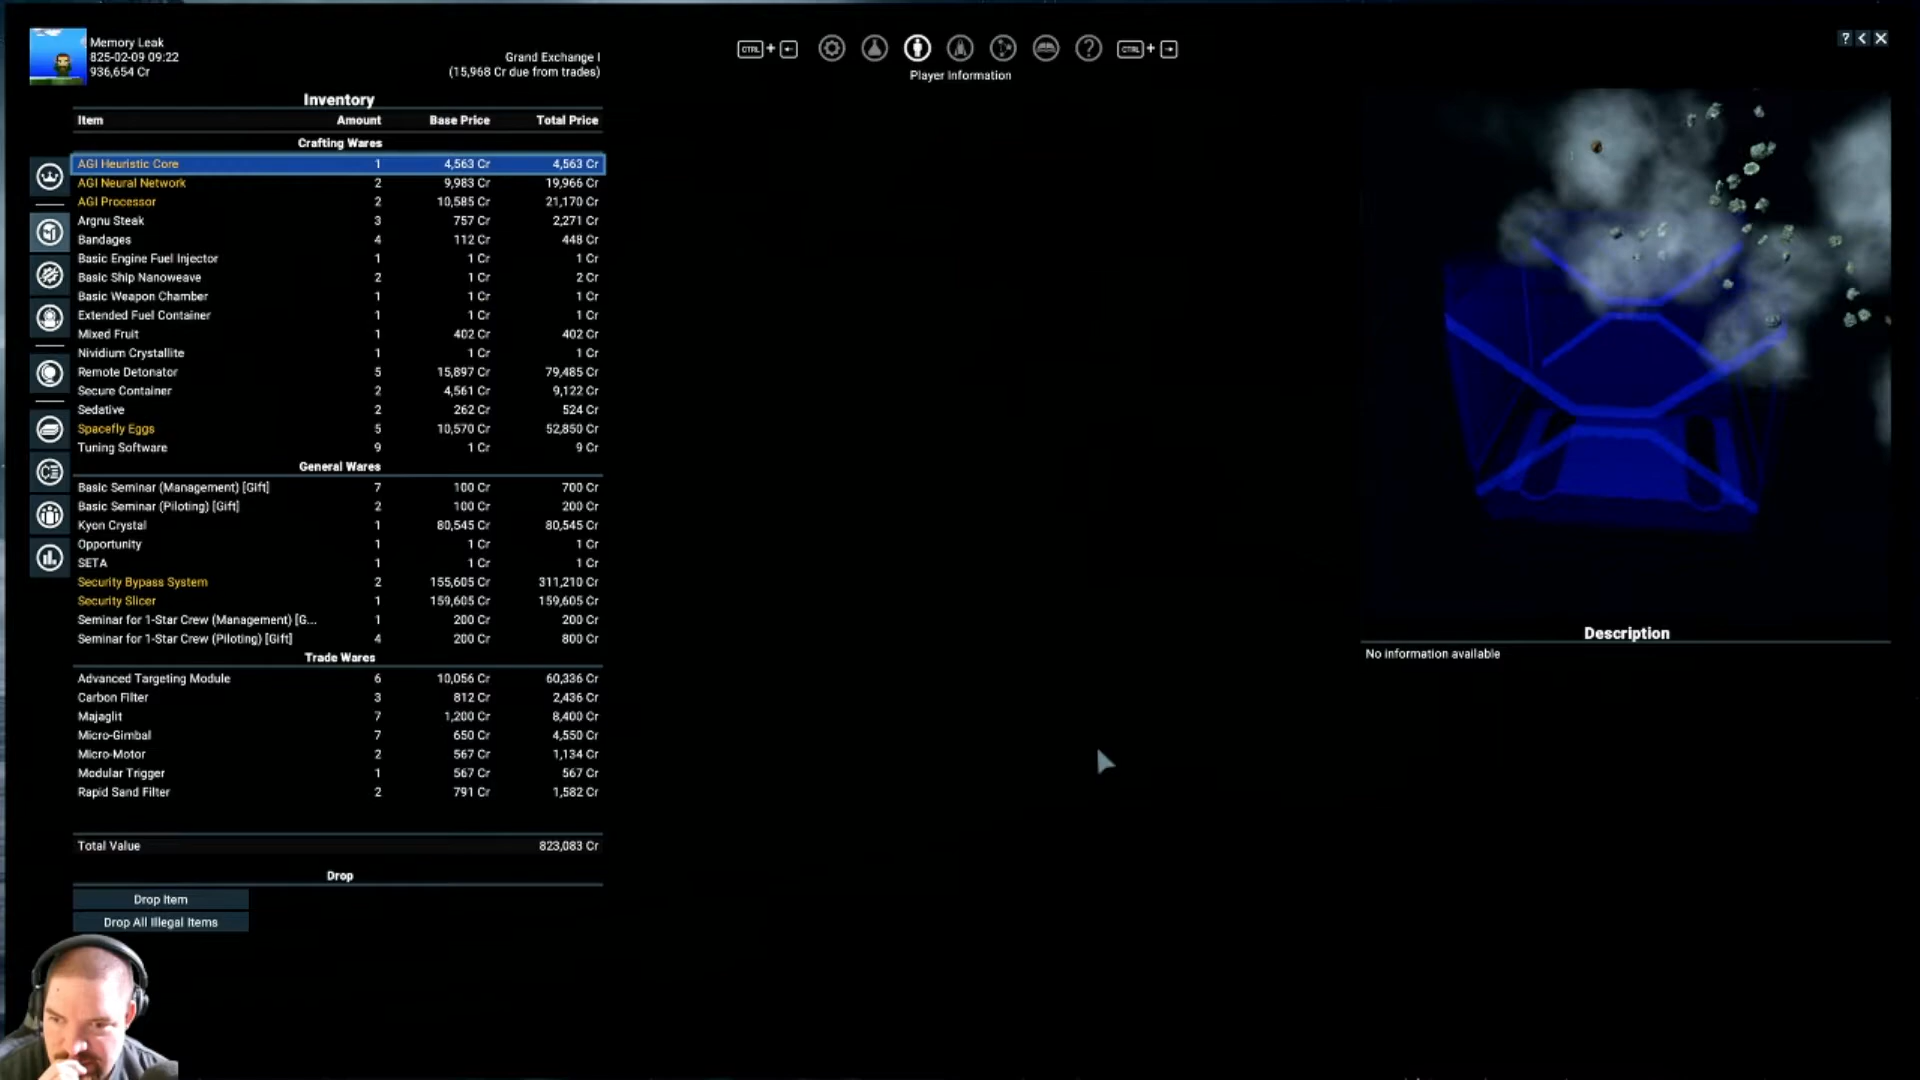 Memory Leak
825-02-09 09:22
936,654 Cr
Grand Exchange I
(15,968 Cr due from trades)
CTRL +
CTRL +
Player Information
? < X
Inventory
Item Amount Base Price Total Price
Crafting Wares
AGI Heuristic Core 1 4,563 Cr 4,563 Cr
AGI Neural Network 2 9,983 Cr 19,966 Cr
AGI Processor 2 10,585 Cr 21,170 Cr
Argnu Steak 3 757 Cr 2,271 Cr
Bandages 4 112 Cr 448 Cr
Basic Engine Fuel Injector 1 1 Cr 1 Cr
Basic Ship Nanoweave 2 1 Cr 2 Cr
Basic Weapon Chamber 1 1 Cr 1 Cr
Extended Fuel Container 1 1 Cr 1 Cr
Mixed Fruit 1 402 Cr 402 Cr
Nividium Crystallite 1 1 Cr 1 Cr
Remote Detonator 5 15,897 Cr 79,485 Cr
Secure Container 2 4,561 Cr 9,122 Cr
Sedative 2 262 Cr 524 Cr
Spacefly Eggs 5 10,570 Cr 52,850 Cr
Tuning Software 9 1 Cr 9 Cr
General Wares
Basic Seminar (Management) [Gift] 7 100 Cr 700 Cr
Basic Seminar (Piloting) [Gift] 2 100 Cr 200 Cr
Kyon Crystal 1 80,545 Cr 80,545 Cr
Opportunity 1 1 Cr 1 Cr
SETA 1 1 Cr 1 Cr
Security Bypass System 2 155,605 Cr 311,210 Cr
Security Slicer 1 159,605 Cr 159,605 Cr
Seminar for 1-Star Crew (Management) [G... 1 200 Cr 200 Cr
Seminar for 1-Star Crew (Piloting) [Gift] 4 200 Cr 800 Cr
Trade Wares
Advanced Targeting Module 6 10,056 Cr 60,336 Cr
Carbon Filter 3 812 Cr 2,436 Cr
Majaglit 7 1,200 Cr 8,400 Cr
Micro-Gimbal 7 650 Cr 4,550 Cr
Micro-Motor 2 567 Cr 1,134 Cr
Modular Trigger 1 567 Cr 567 Cr
Rapid Sand Filter 2 791 Cr 1,582 Cr
Total Value 823,083 Cr
Drop
Drop Item
Drop All Illegal Items
Description
No information available